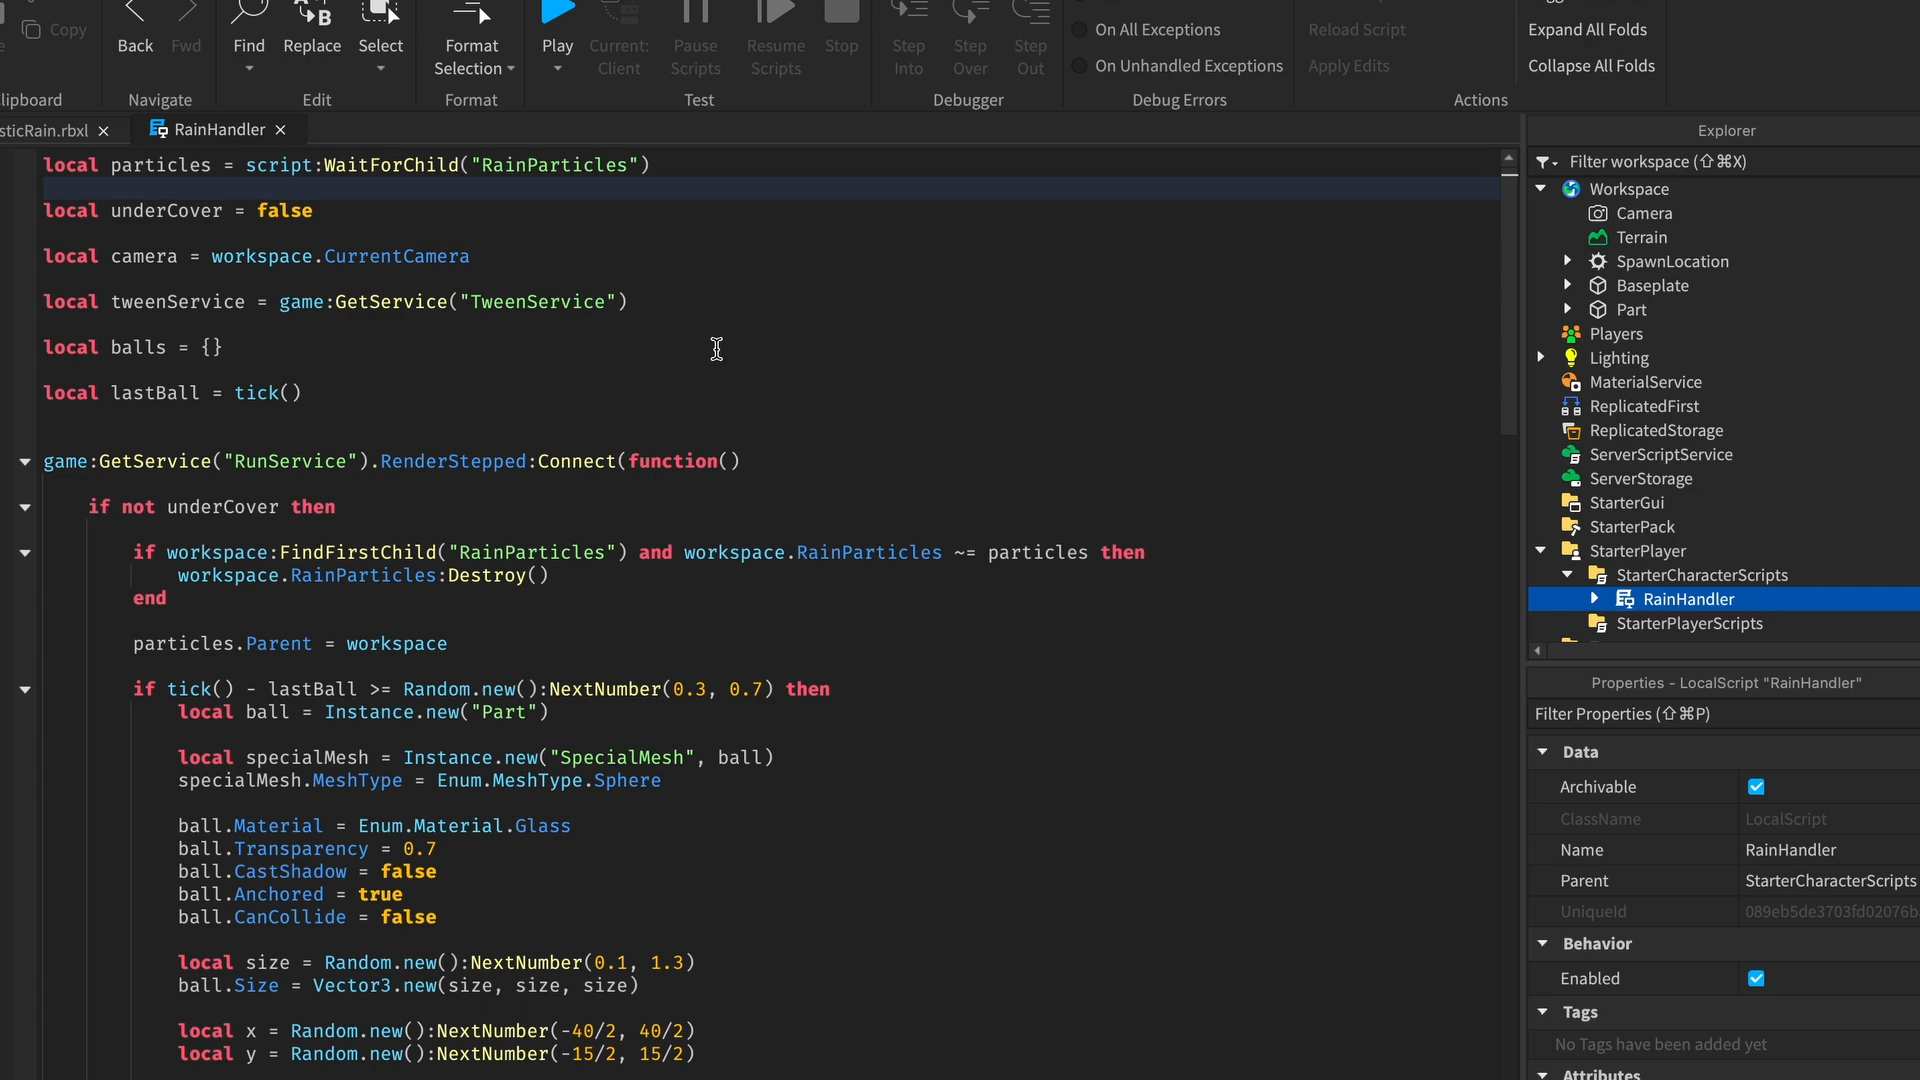 Copy
Back
Fwd
Find
Replace
Select
Format
Selection
Play
Current:
Client
Pause
Scripts
Resume
Scripts
Stop
Step
Into
Step
Over
Step
Out
On All Exceptions
On Unhandled Exceptions
Reload Script
Apply Edits
Expand All Folds
Collapse All Folds
lipboard
Navigate
Edit
Format
Test
Debugger
Debug Errors
Actions
sticRain.rbxl
RainHandler
local particles = script:WaitForChild("RainParticles")
local underCover = false
local camera = workspace.CurrentCamera
local tweenService = game:GetService("TweenService")
local balls = {}
local lastBall = tick()
game:GetService("RunService").RenderStepped:Connect(function()
if not underCover then
if workspace:FindFirstChild("RainParticles") and workspace.RainParticles ~= particles then
workspace.RainParticles:Destroy()
end
particles.Parent = workspace
if tick() - lastBall >= Random.new():NextNumber(0.3, 0.7) then
local ball = Instance.new("Part")
local specialMesh = Instance.new("SpecialMesh", ball)
specialMesh.MeshType = Enum.MeshType.Sphere
ball.Material = Enum.Material.Glass
ball.Transparency = 0.7
ball.CastShadow = false
ball.Anchored = true
ball.CanCollide = false
local size = Random.new():NextNumber(0.1, 1.3)
ball.Size = Vector3.new(size, size, size)
local x = Random.new():NextNumber(-40/2, 40/2)
local y = Random.new():NextNumber(-15/2, 15/2)
Explorer
Filter workspace (⇧⌘X)
Workspace
Camera
Terrain
SpawnLocation
Baseplate
Part
Players
Lighting
MaterialService
ReplicatedFirst
ReplicatedStorage
ServerScriptService
ServerStorage
StarterGui
StarterPack
StarterPlayer
StarterCharacterScripts
RainHandler
StarterPlayerScripts
Properties - LocalScript "RainHandler"
Filter Properties (⇧⌘P)
Data
Archivable
ClassName LocalScript
Name RainHandler
Parent StarterCharacterScripts
UniqueId 089eb5de3703fd02076b
Behavior
Enabled
Tags
No Tags have been added yet
Attributes